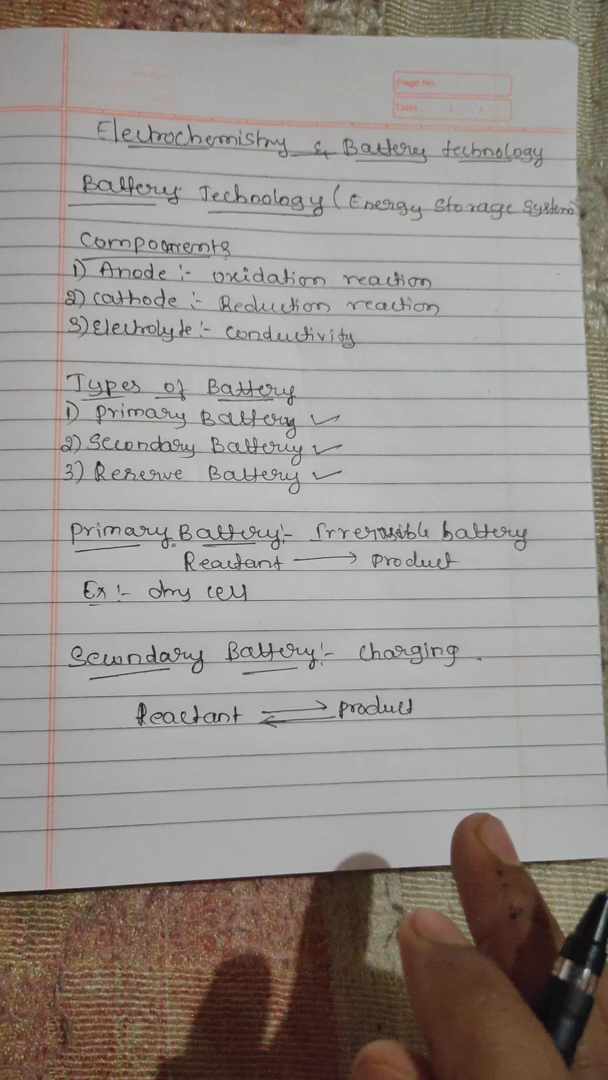 Page No.
Date / /
Electrochemistry & Battery technology
Battery Technology (Energy Storage System)
Components
1) Anode :- oxidation reaction
2) Cathode :- Reduction reaction
3) Electrolyte :- conductivity
Types of Battery
1) primary Battery ✓
2) Secondary Battery ✓
3) Reserve Battery ✓
Primary Battery :- Irreversible battery
Reactant → product
Ex :- dry cell
Secondary Battery :- charging.
Reactant ⇌ product